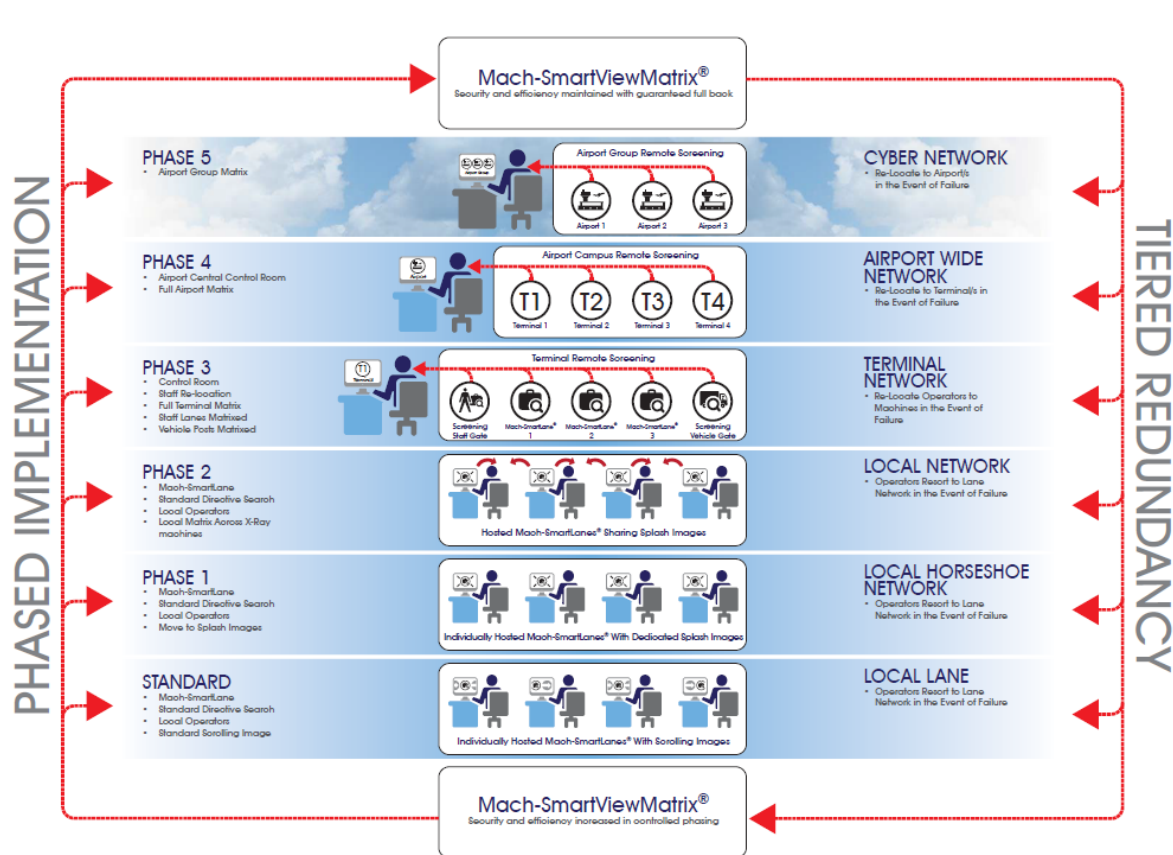 Mach-SmartViewMatrix®
Security and efficiency maintained with guaranteed full back
PHASED IMPLEMENTATION
TIERED REDUNDANCY
PHASE 5
• Airport Group Matrix
Airport Group
Airport Group Remote Screening
Airport 1
Airport 2
Airport 3
CYBER NETWORK
• Re-Locate to Airport/s
in the Event of Failure
PHASE 4
• Airport Central Control Room
• Full Airport Matrix
Airport
Airport Campus Remote Screening
T1
T2
T3
T4
Terminal 1
Terminal 2
Terminal 3
Terminal 4
AIRPORT WIDE
NETWORK
• Re-Locate to Terminal/s in
the Event of Failure
PHASE 3
• Control Room
• Staff Re-location
• Full Terminal Matrix
• Staff Lanes Matrixed
• Vehicle Posts Matrixed
T1
Terminal Remote Screening
Screening
Staff Gate
Mach-SmartLane®
1
Mach-SmartLane®
2
Mach-SmartLane®
3
Screening
Vehicle Gate
TERMINAL
NETWORK
• Re-Locate Operators to
Machines in the Event of
Failure
PHASE 2
• Mach-SmartLane
• Standard Directive Search
• Local Operators
• Local Matrix Across X-Ray
machines
Hosted Mach-SmartLanes® Sharing Splash Images
LOCAL NETWORK
• Operators Resort to Lane
Network in the Event of Failure
PHASE 1
• Mach-SmartLane
• Standard Directive Search
• Local Operators
• Move to Splash Images
Individually Hosted Mach-SmartLanes® With Dedicated Splash Images
LOCAL HORSESHOE
NETWORK
• Operators Resort to Lane
Network in the Event of Failure
STANDARD
• Mach-SmartLane
• Standard Directive Search
• Local Operators
• Standard Scrolling Image
Individually Hosted Mach-SmartLanes® With Scrolling Images
LOCAL LANE
• Operators Resort to Lane
Network in the Event of Failure
Mach-SmartViewMatrix®
Security and efficiency increased in controlled phasing